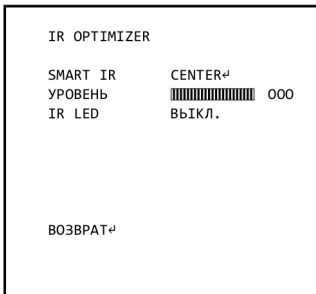 IR OPTIMIZER
SMART IR CENTER↵
УРОВЕНЬ 000
IR LED ВЫКЛ.
ВОЗВРАТ↵